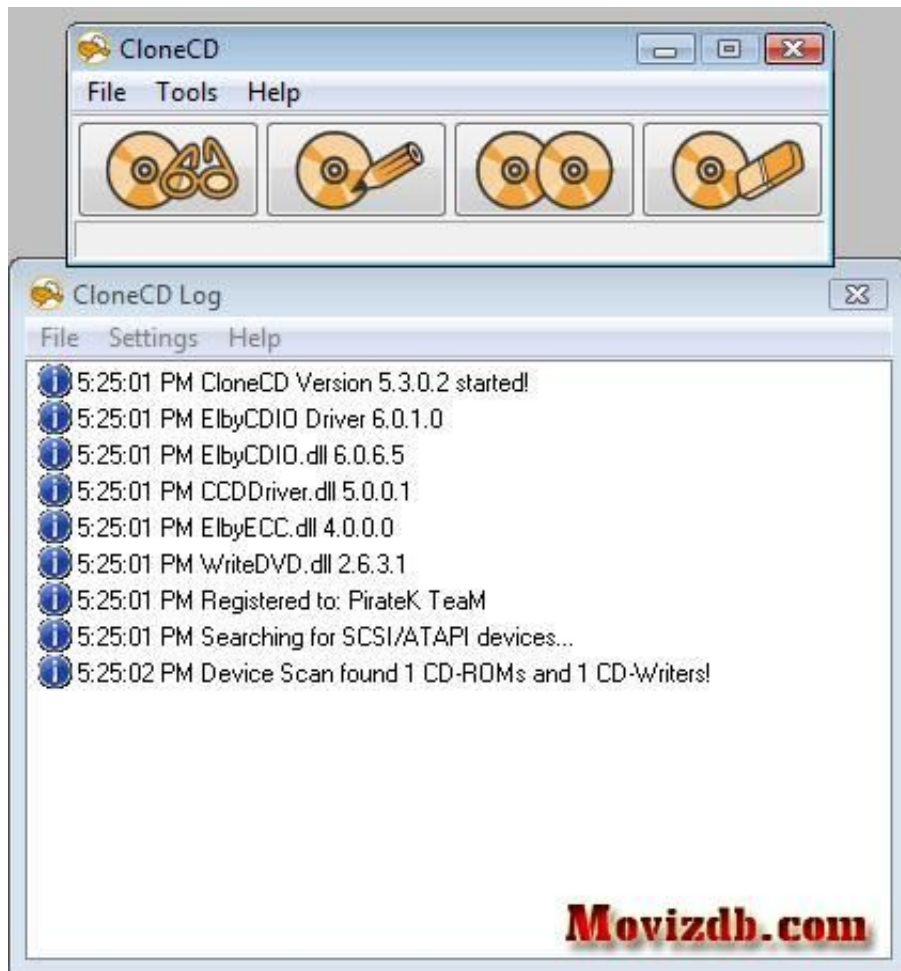 CloneCD
File Tools Help
CloneCD Log
File Settings Help
5:25:01 PM CloneCD Version 5.3.0.2 started!
5:25:01 PM ElbyCDIO Driver 6.0.1.0
5:25:01 PM ElbyCDIO.dll 6.0.6.5
5:25:01 PM CCDDriver.dll 5.0.0.1
5:25:01 PM ElbyECC.dll 4.0.0.0
5:25:01 PM WriteDVD.dll 2.6.3.1
5:25:01 PM Registered to: PirateK TeaM
5:25:01 PM Searching for SCSI/ATAPI devices...
5:25:02 PM Device Scan found 1 CD-ROMs and 1 CD-Writers!
Movizdb.com